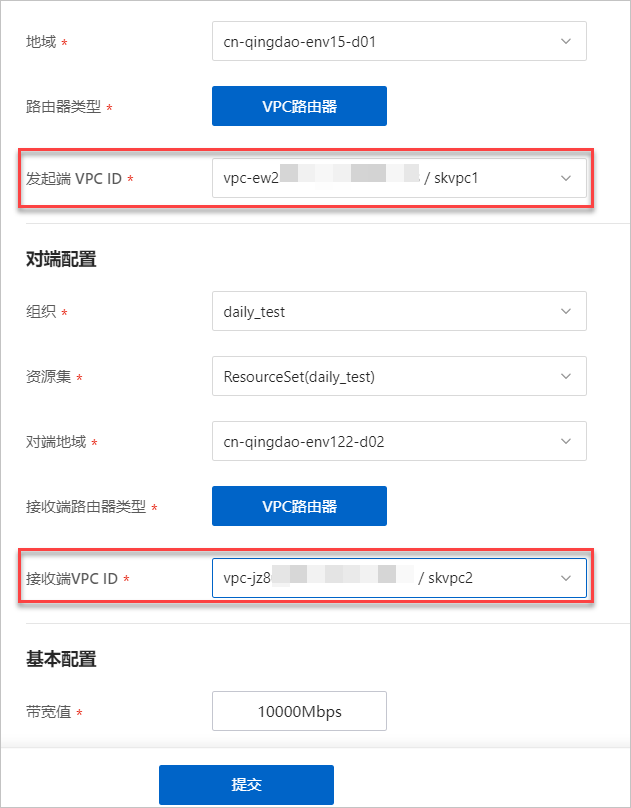 地域 * cn-qingdao-env15-d01
路由器类型 * VPC路由器
发起端 VPC ID * vpc-ew2 / skvpc1
对端配置
组织 * daily_test
资源集 * ResourceSet(daily_test)
对端地域 * cn-qingdao-env122-d02
接收端路由器类型 * VPC路由器
接收端VPC ID * vpc-jz8 / skvpc2
基本配置
带宽值 * 10000Mbps
提交